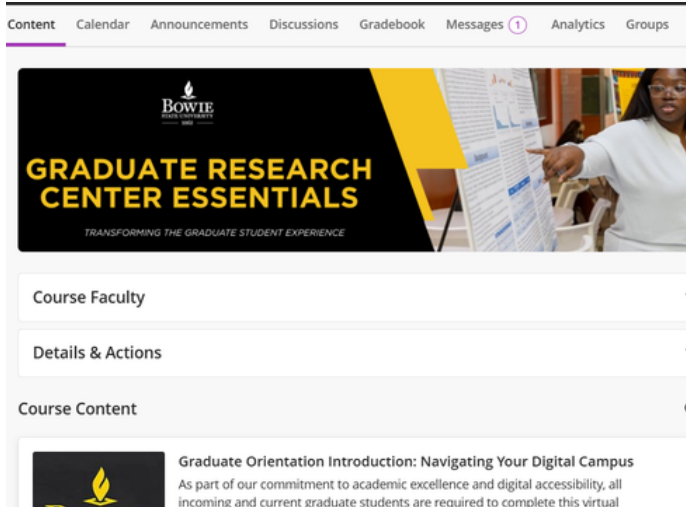 Content Calendar Announcements Discussions Gradebook Messages 1 Analytics Groups
BOWIE
STATE UNIVERSITY
GRADUATE RESEARCH
CENTER ESSENTIALS
TRANSFORMING THE GRADUATE STUDENT EXPERIENCE
Course Faculty
Details & Actions
Course Content
Graduate Orientation Introduction: Navigating Your Digital Campus
As part of our commitment to academic excellence and digital accessibility, all
incoming and current graduate students are required to complete this virtual